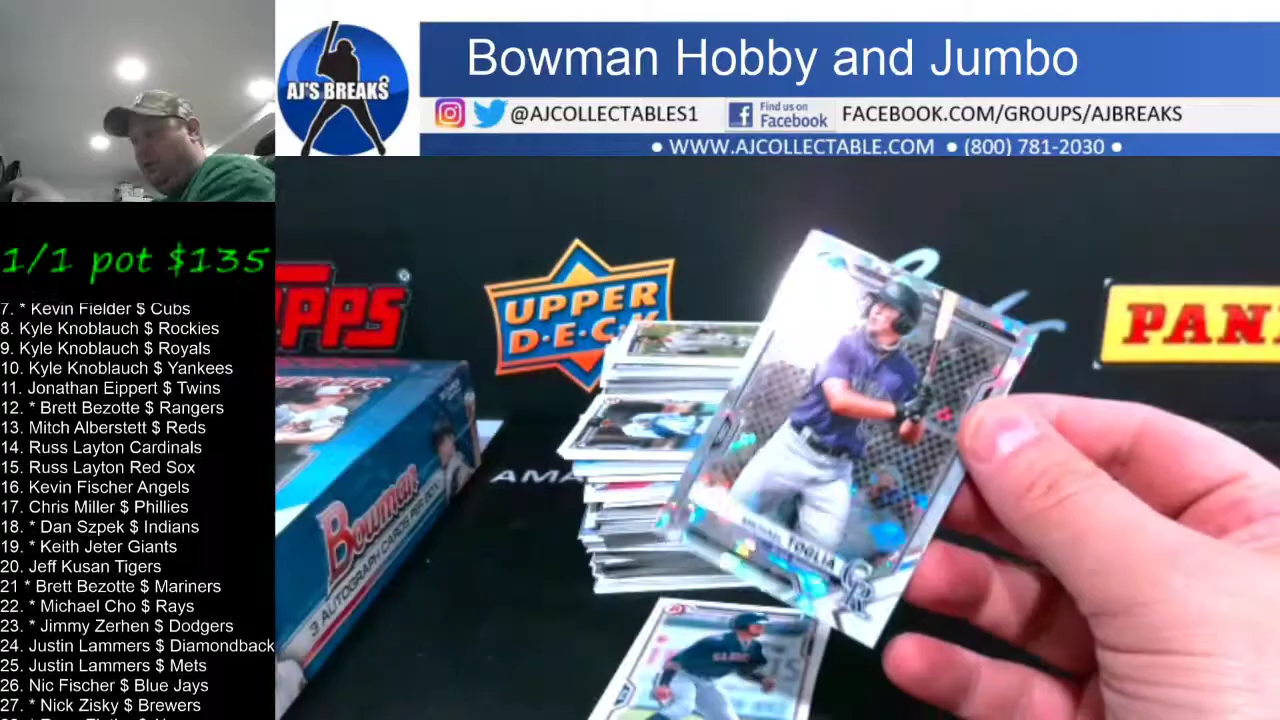 Bowman Hobby and Jumbo
AJ'S BREAKS
@AJCOLLECTABLES1
Find us on
Facebook
FACEBOOK.COM/GROUPS/AJBREAKS
• WWW.AJCOLLECTABLE.COM • (800) 781-2030 •
1/1 pot $135
7. * Kevin Fielder $ Cubs
8. Kyle Knoblauch $ Rockies
9. Kyle Knoblauch $ Royals
10. Kyle Knoblauch $ Yankees
11. Jonathan Eippert $ Twins
12. * Brett Bezotte $ Rangers
13. Mitch Alberstett $ Reds
14. Russ Layton Cardinals
15. Russ Layton Red Sox
16. Kevin Fischer Angels
17. Chris Miller $ Phillies
18. * Dan Szpek $ Indians
19. * Keith Jeter Giants
20. Jeff Kusan Tigers
21 * Brett Bezotte $ Mariners
22. * Michael Cho $ Rays
23. * Jimmy Zerhen $ Dodgers
24. Justin Lammers $ Diamondback
25. Justin Lammers $ Mets
26. Nic Fischer $ Blue Jays
27. * Nick Zisky $ Brewers
OPPS
UPPER
D.E.C.K
PANI
AMA
Bowman
3 AUTOGRAPH CARDS PER BOX!
MICHAEL TOGLIA